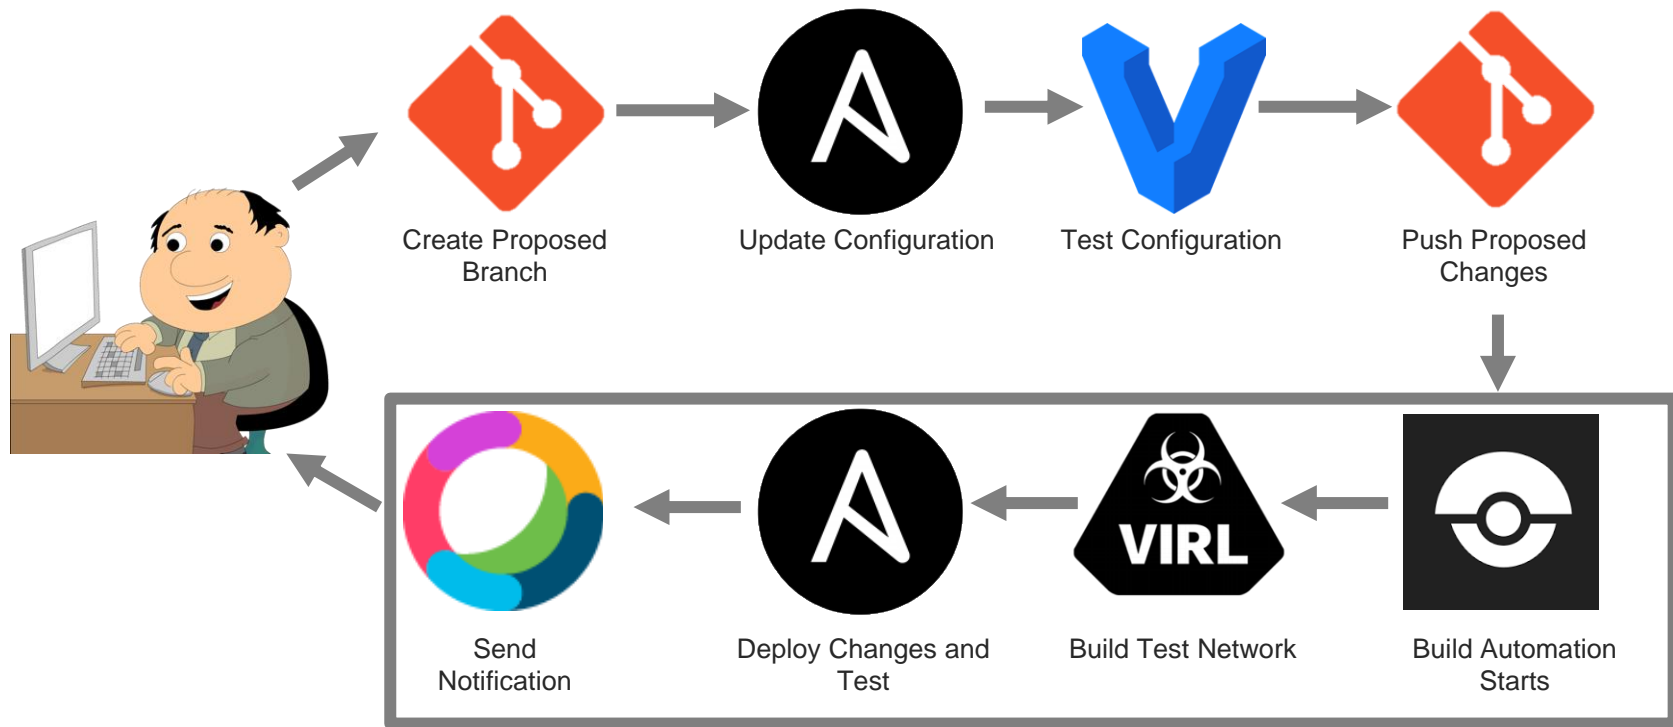 Create Proposed
Branch
Update Configuration
Test Configuration
Push Proposed
Changes
VIRL
Send
Notification
Deploy Changes and
Test
Build Test Network
Build Automation
Starts